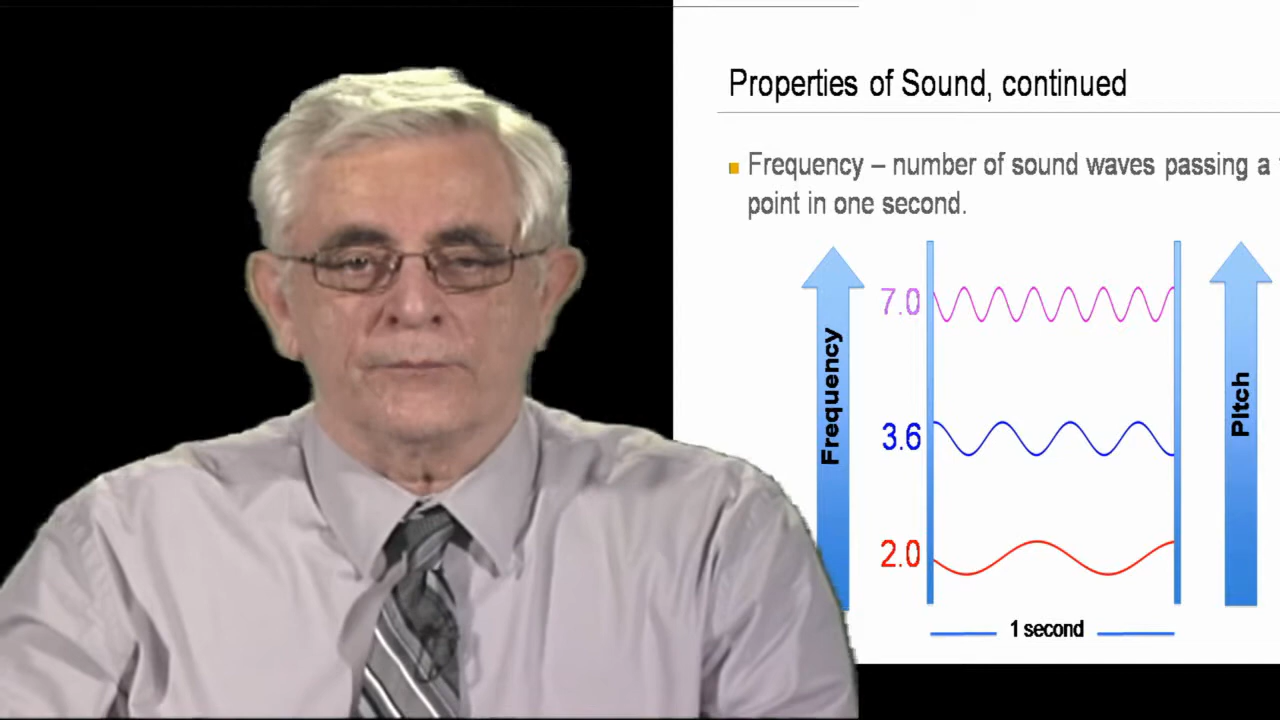 Properties of Sound, continued
Frequency – number of sound waves passing a
point in one second.
Frequency
7.0
3.6
2.0
PItch
1 second